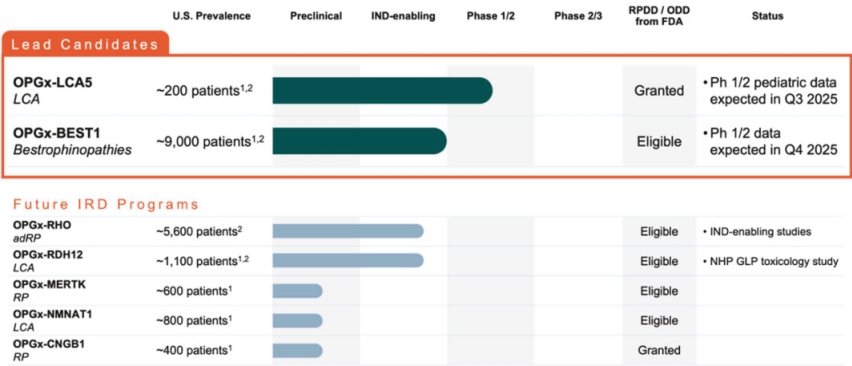 U.S. Prevalence Preclinical IND-enabling Phase 1/2 Phase 2/3 RPDD / ODD from FDA Status
Lead Candidates
OPGx-LCA5
LCA
~200 patients1,2
Granted
• Ph 1/2 pediatric data
expected in Q3 2025
OPGx-BEST1
Bestrophinopathies
~9,000 patients1,2
Eligible
• Ph 1/2 data
expected in Q4 2025
Future IRD Programs
OPGx-RHO
adRP
~5,600 patients2
Eligible
• IND-enabling studies
OPGx-RDH12
LCA
~1,100 patients1,2
Eligible
• NHP GLP toxicology study
OPGx-MERTK
RP
~600 patients1
Eligible
OPGx-NMNAT1
LCA
~800 patients1
Eligible
OPGx-CNGB1
RP
~400 patients1
Granted